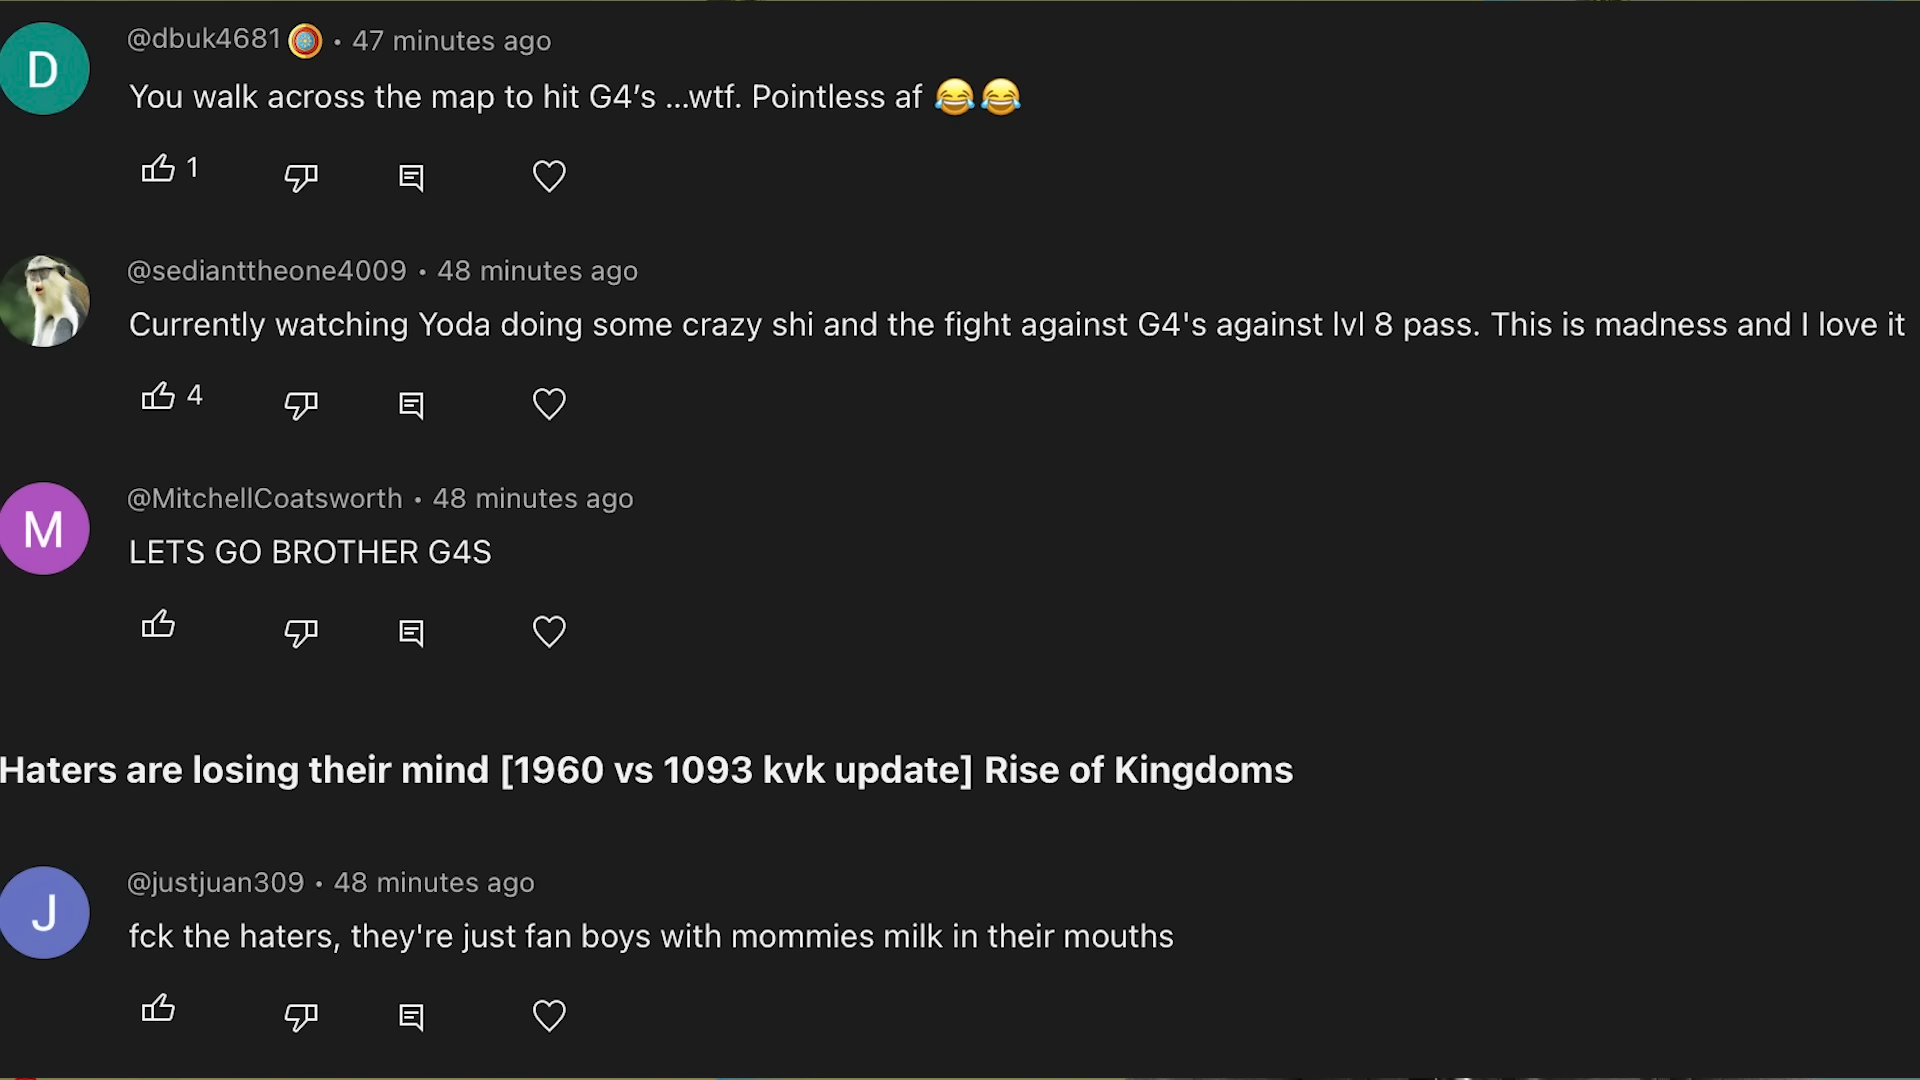 D
@dbuk4681 • 47 minutes ago
You walk across the map to hit G4’s ...wtf. Pointless af 😂😂
1
@sedianttheone4009 • 48 minutes ago
Currently watching Yoda doing some crazy shi and the fight against G4's against lvl 8 pass. This is madness and I love it
4
M
@MitchellCoatsworth • 48 minutes ago
LETS GO BROTHER G4S
Haters are losing their mind [1960 vs 1093 kvk update] Rise of Kingdoms
J
@justjuan309 • 48 minutes ago
fck the haters, they're just fan boys with mommies milk in their mouths